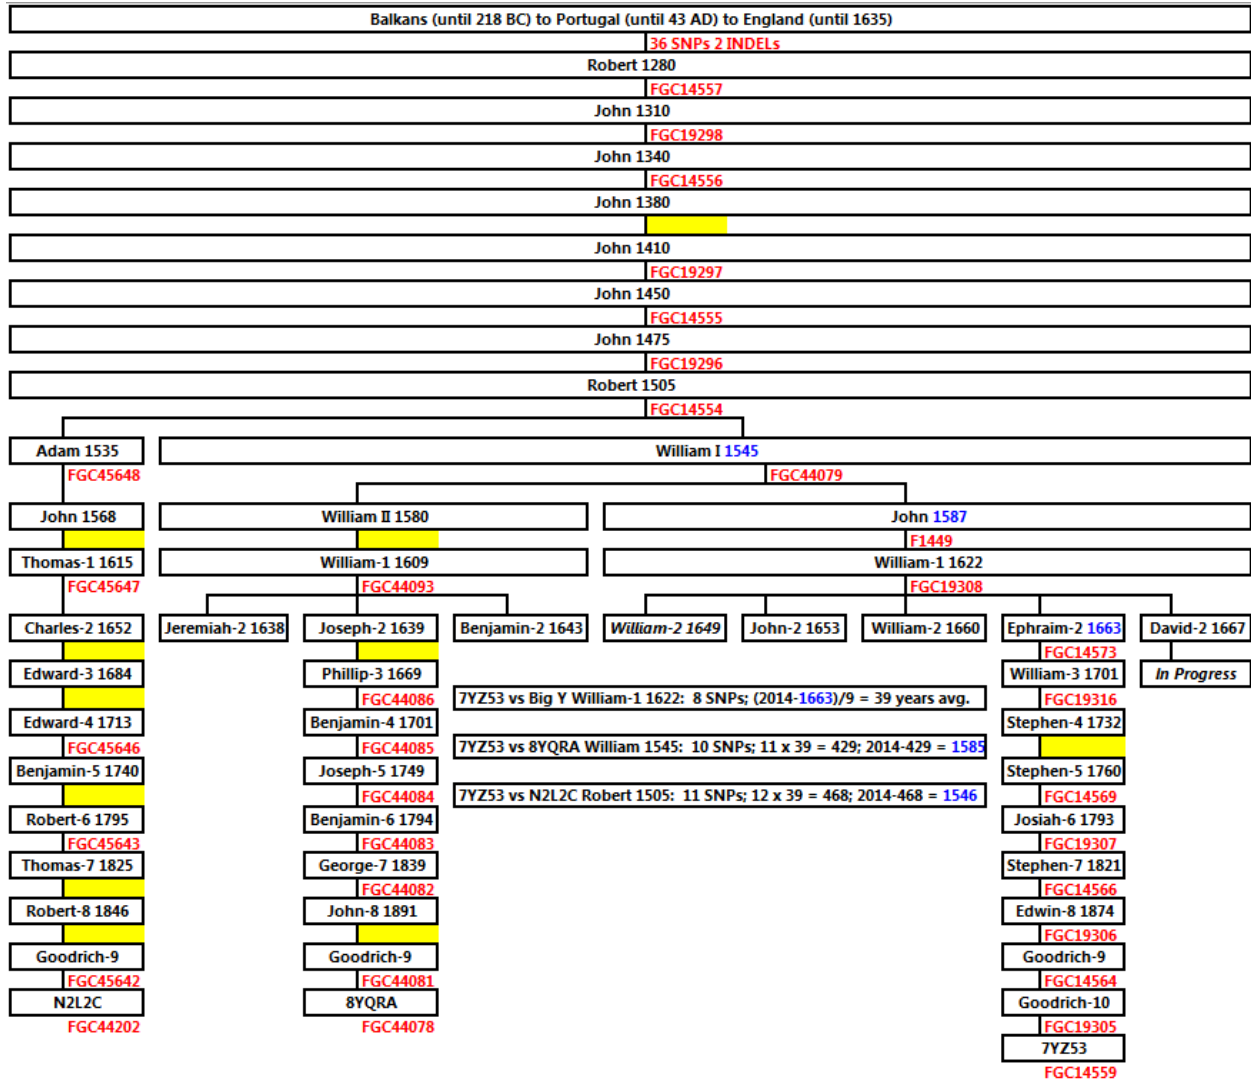 Balkans (until 218 BC) to Portugal (until 43 AD) to England (until 1635)
36 SNPs 2 INDELs
Robert 1280
FGC14557
John 1310
FGC19298
John 1340
FGC14556
John 1380
John 1410
FGC19297
John 1450
FGC14555
John 1475
FGC19296
Robert 1505
FGC14554
Adam 1535 William I 1545
FGC45648 FGC44079
John 1568 William II 1580 John 1587
F1449
Thomas-1 1615 William-1 1609 William-1 1622
FGC45647 FGC44093 FGC19308
Charles-2 1652 Jeremiah-2 1638 Joseph-2 1639 Benjamin-2 1643 William-2 1649 John-2 1653 William-2 1660 Ephraim-2 1663 David-2 1667
FGC14573
Edward-3 1684 Phillip-3 1669 William-3 1701 In Progress
FGC44086 7YZ53 vs Big Y William-1 1622: 8 SNPs; (2014-1663)/9 = 39 years avg. FGC19316
Edward-4 1713 Benjamin-4 1701 Stephen-4 1732
FGC45646 FGC44085 7YZ53 vs 8YQRA William 1545: 10 SNPs; 11 x 39 = 429; 2014-429 = 1585
Benjamin-5 1740 Joseph-5 1749 Stephen-5 1760
FGC44084 7YZ53 vs N2L2C Robert 1505: 11 SNPs; 12 x 39 = 468; 2014-468 = 1546 FGC14569
Robert-6 1795 Benjamin-6 1794 Josiah-6 1793
FGC45643 FGC44083 FGC19307
Thomas-7 1825 George-7 1839 Stephen-7 1821
FGC44082 FGC14566
Robert-8 1846 John-8 1891 Edwin-8 1874
FGC19306
Goodrich-9 Goodrich-9 Goodrich-9
FGC45642 FGC44081 FGC14564
N2L2C 8YQRA Goodrich-10
FGC44202 FGC44078 FGC19305
7YZ53
FGC14559